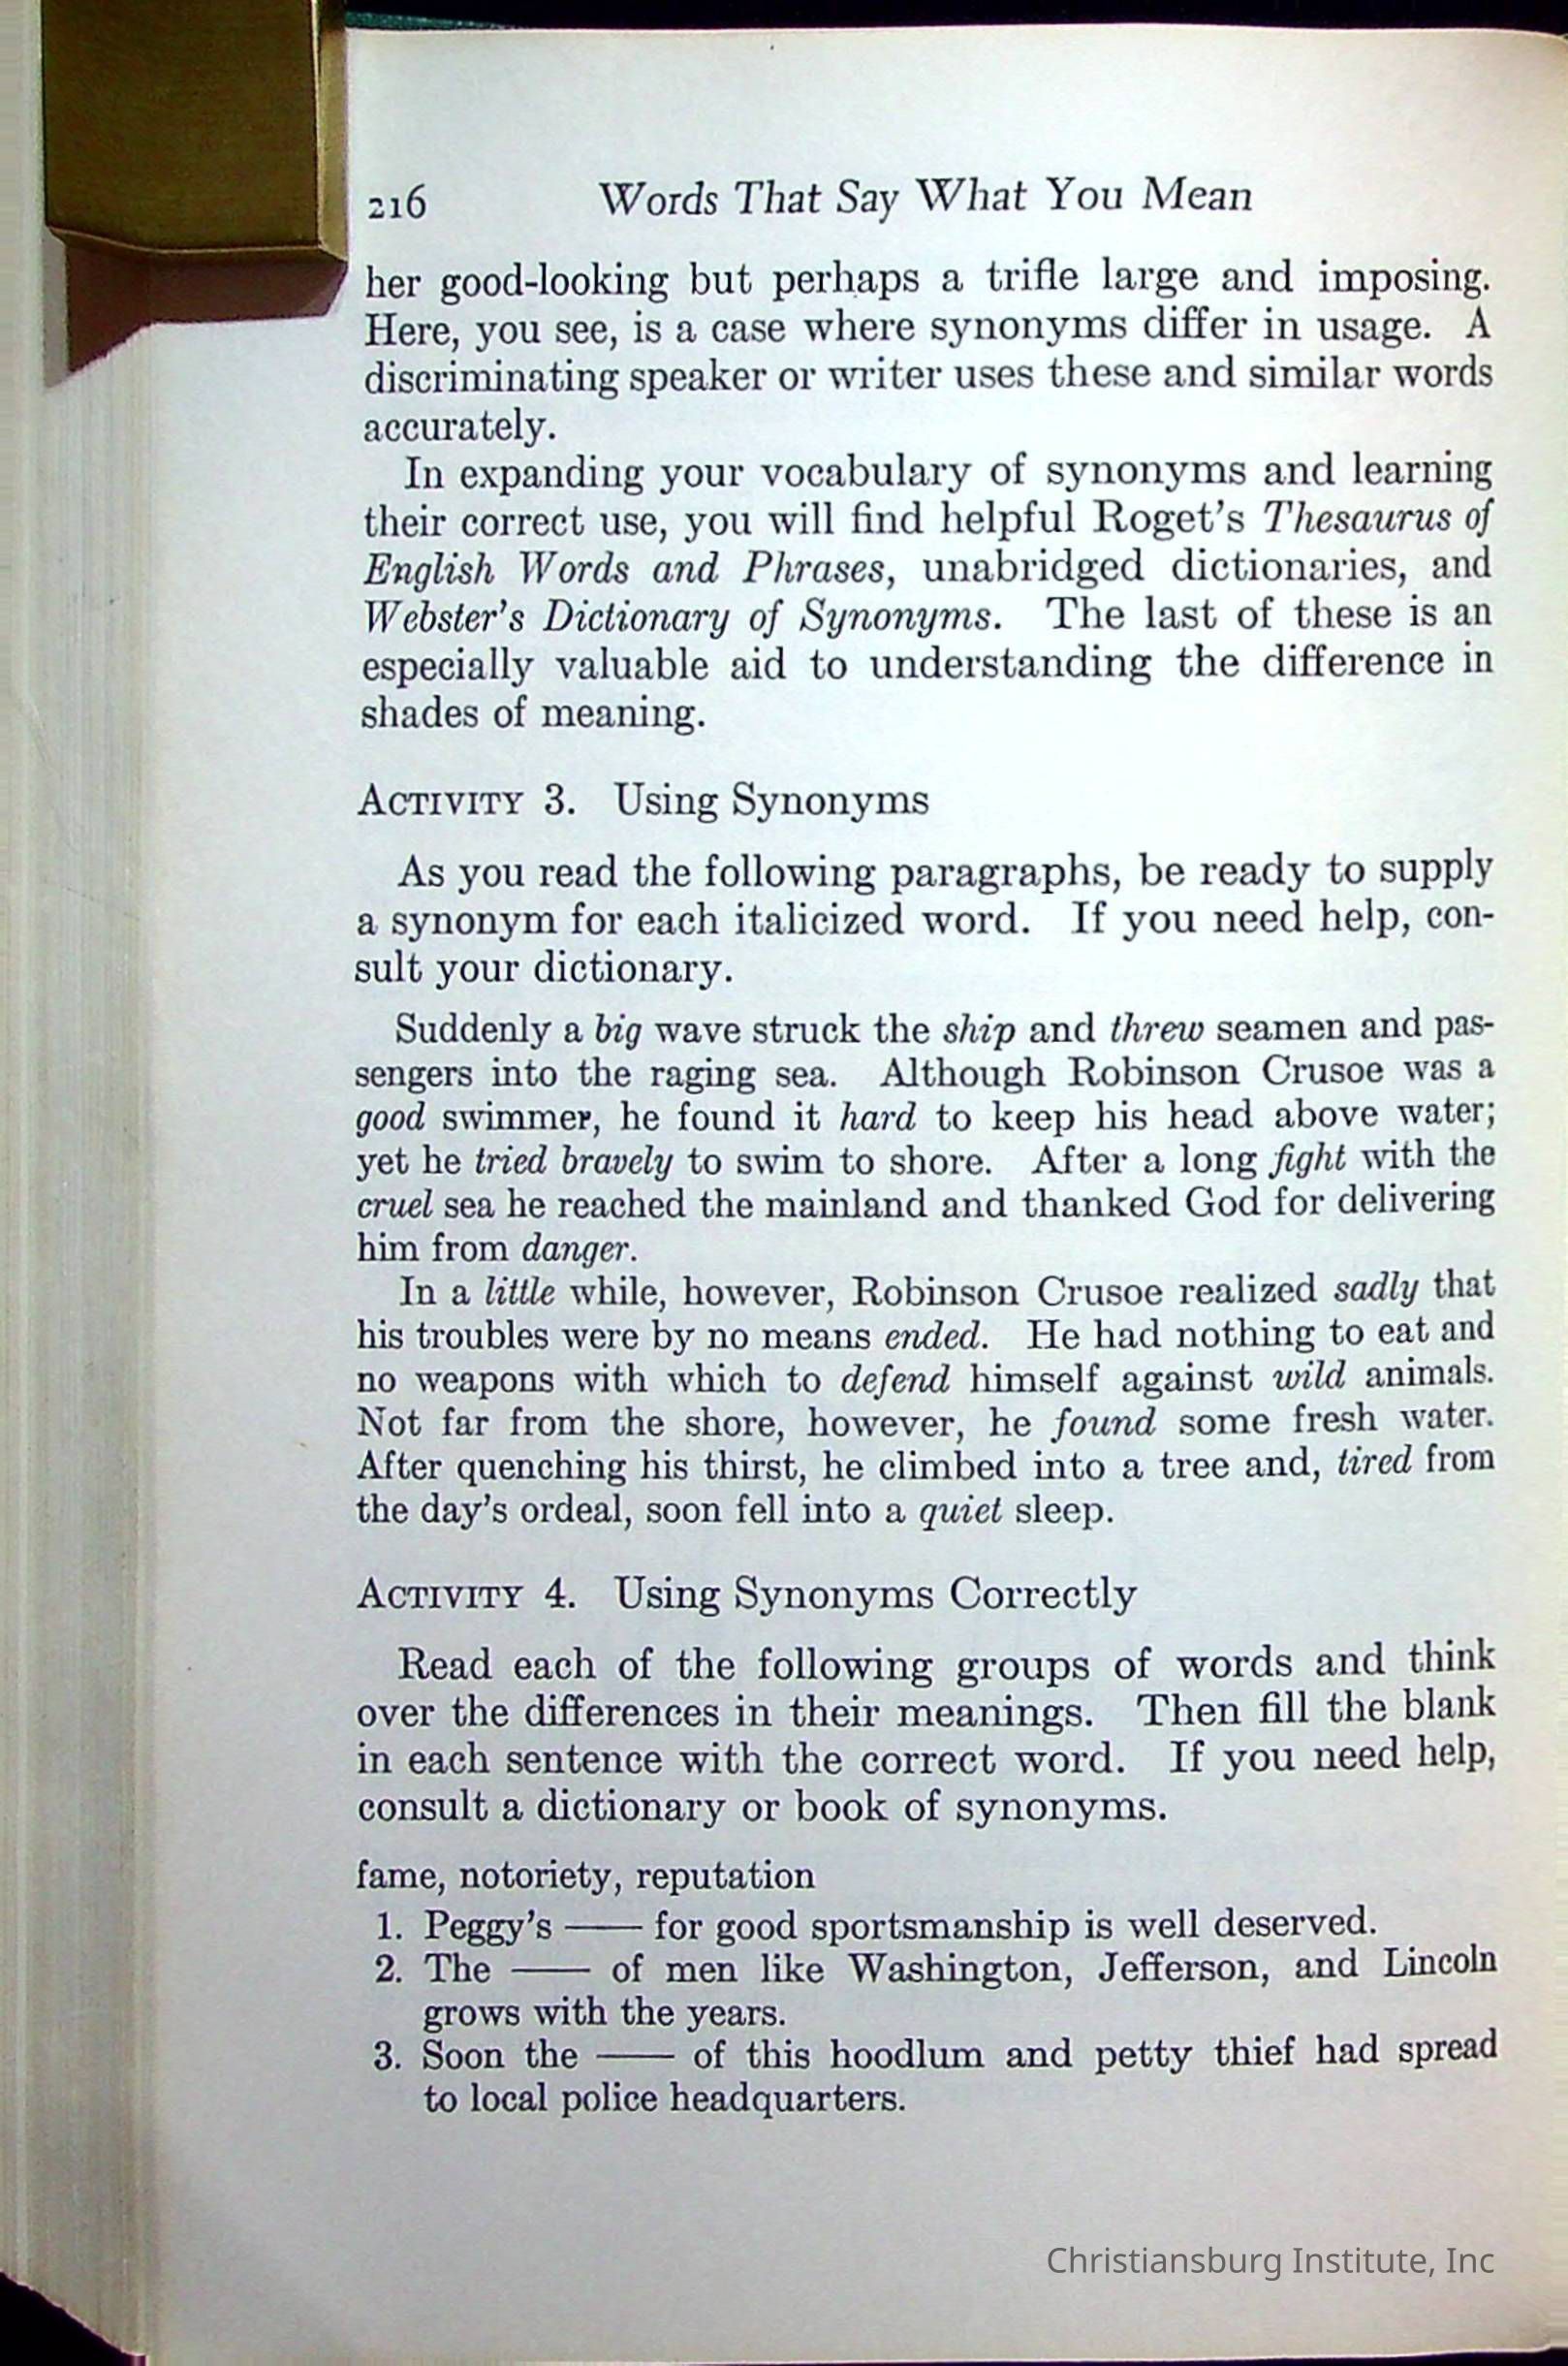 216 Words That Say What You Mean
her good-looking but perhaps a trifle large and imposing.
Here, you see, is a case where synonyms differ in usage. A
discriminating speaker or writer uses these and similar words
accurately.
In expanding your vocabulary of synonyms and learning
their correct use, you will find helpful Roget's Thesaurus of
English Words and Phrases, unabridged dictionaries, and
Webster's Dictionary of Synonyms. The last of these is an
especially valuable aid to understanding the difference in
shades of meaning.
ACTIVITY 3. Using Synonyms
As you read the following paragraphs, be ready to supply
a synonym for each italicized word. If you need help, con-
sult your dictionary.
Suddenly a big wave struck the ship and threw seamen and pas-
sengers into the raging sea. Although Robinson Crusoe was a
good swimmer, he found it hard to keep his head above water;
yet he tried bravely to swim to shore. After a long fight with the
cruel sea he reached the mainland and thanked God for delivering
him from danger.
In a little while, however, Robinson Crusoe realized sadly that
his troubles were by no means ended. He had nothing to eat and
no weapons with which to defend himself against wild animals.
Not far from the shore, however, he found some fresh water.
After quenching his thirst, he climbed into a tree and, tired from
the day's ordeal, soon fell into a quiet sleep.
ACTIVITY 4. Using Synonyms Correctly
Read each of the following groups of words and think
over the differences in their meanings. Then fill the blank
in each sentence with the correct word. If you need help,
consult a dictionary or book of synonyms.
fame, notoriety, reputation
1. Peggy's —— for good sportsmanship is well deserved.
2. The —— of men like Washington, Jefferson, and Lincoln
grows with the years.
3. Soon the —— of this hoodlum and petty thief had spread
to local police headquarters.
Christiansburg Institute, Inc